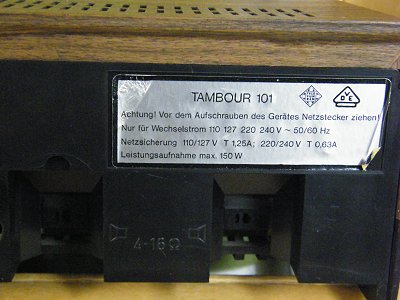 TAMBOUR 101
Achtung! Vor dem Aufschrauben des Gerätes Netzstecker ziehen!
Nur für Wechselstrom 110 127 220 240 V ~ 50/60 Hz
Netzsicherung 110/127 V T 1,25A; 220/240 V T 0,63A
Leistungsaufnahme max. 150 W
4-16 Ω